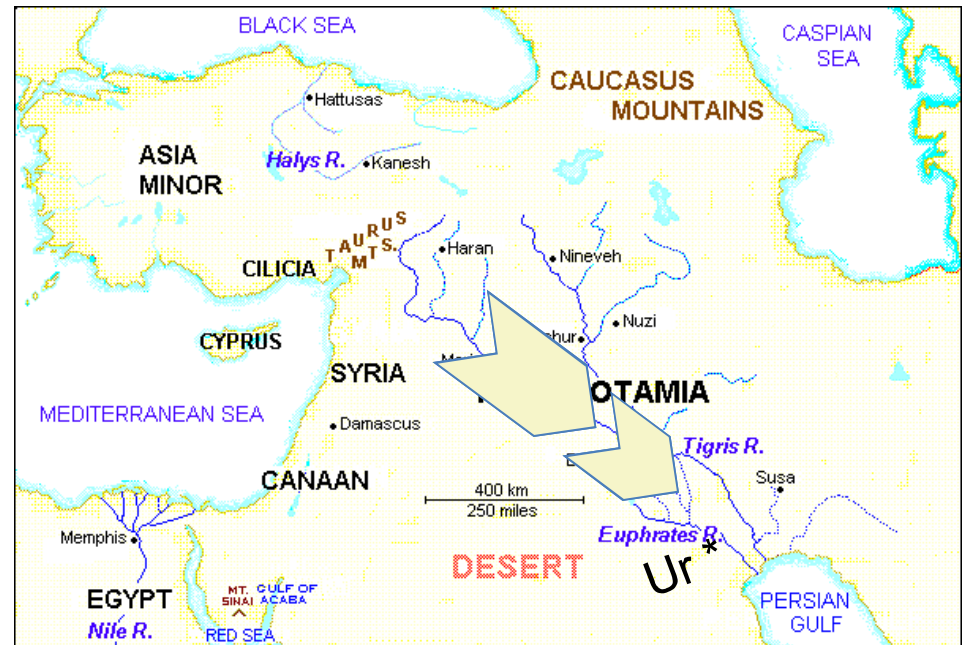 BLACK SEA
CASPIAN
SEA
CAUCASUS
MOUNTAINS
Hattusas
ASIA
MINOR
Halys R.
Kanesh
TAURUS
MTS.
Haran
Nineveh
CILICIA
Nuzi
hur
CYPRUS
SYRIA
OTAMIA
MEDITERRANEAN SEA
Damascus
Tigris R.
CANAAN
Susa
400 km
250 miles
Memphis
Euphrates R.
Ur *
DESERT
EGYPT
MT.
SINAI
GULF OF
ACABA
PERSIAN
GULF
Nile R.
RED SEA